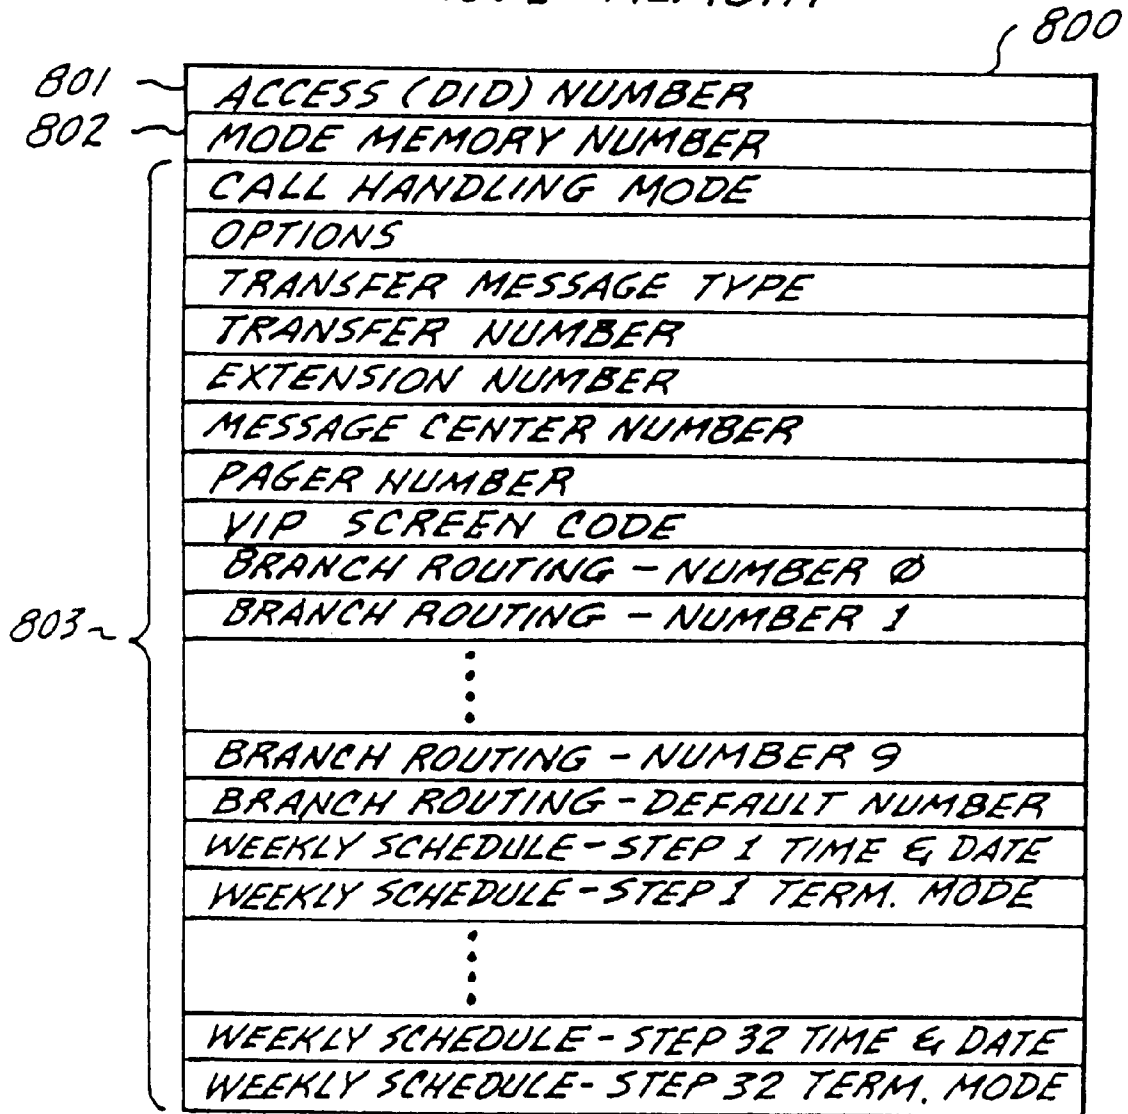 MEMORY
800
801 ACCESS (DID) NUMBER
802 MODE MEMORY NUMBER
CALL HANDLING MODE
OPTIONS
TRANSFER MESSAGE TYPE
TRANSFER NUMBER
EXTENSION NUMBER
MESSAGE CENTER NUMBER
PAGER NUMBER
VIP SCREEN CODE
BRANCH ROUTING - NUMBER Ø
803 BRANCH ROUTING - NUMBER 1
BRANCH ROUTING - NUMBER 9
BRANCH ROUTING - DEFAULT NUMBER
WEEKLY SCHEDULE - STEP 1 TIME & DATE
WEEKLY SCHEDULE - STEP 1 TERM. MODE
WEEKLY SCHEDULE - STEP 32 TIME & DATE
WEEKLY SCHEDULE - STEP 32 TERM. MODE